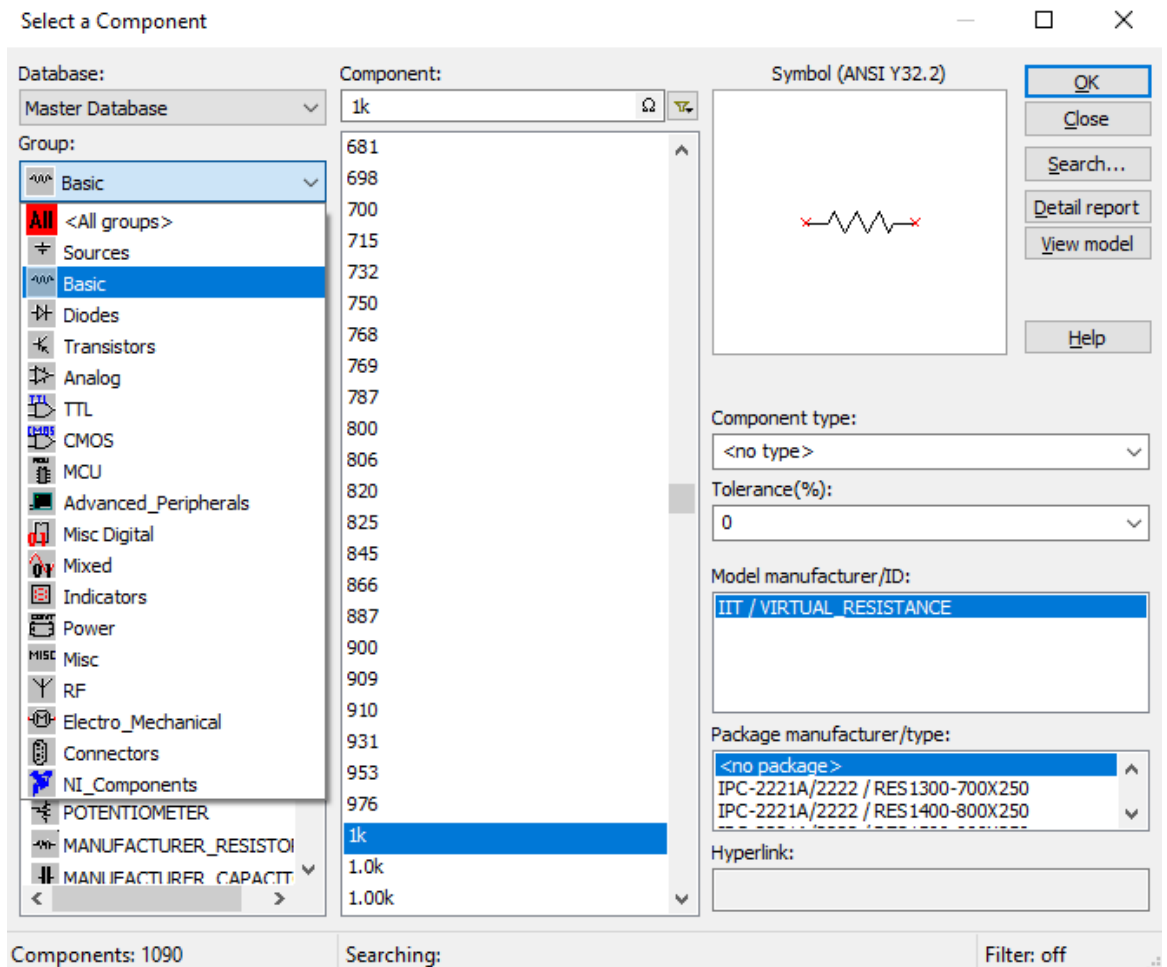 Select a Component
Database:
Master Database
Group:
Basic
All <All groups>
Sources
Basic
Diodes
Transistors
Analog
TTL TTL
CMOS CMOS
MCU
Advanced_Peripherals
Misc Digital
Mixed
Indicators
Power
MISC Misc
RF
Electro_Mechanical
Connectors
NI_Components
POTENTIOMETER
MANUFACTURER_RESISTO
MANUFACTURER_CAPACIT
Component:
1k Ω
681
698
700
715
732
750
768
769
787
800
806
820
825
845
866
887
900
909
910
931
953
976
1k
1.0k
1.00k
Symbol (ANSI Y32.2)
OK
Close
Search...
Detail report
View model
Help
Component type:
<no type>
Tolerance(%):
0
Model manufacturer/ID:
IIT / VIRTUAL_RESISTANCE
Package manufacturer/type:
<no package>
IPC-2221A/2222 / RES1300-700X250
IPC-2221A/2222 / RES1400-800X250
Hyperlink:
Components: 1090
Searching:
Filter: off